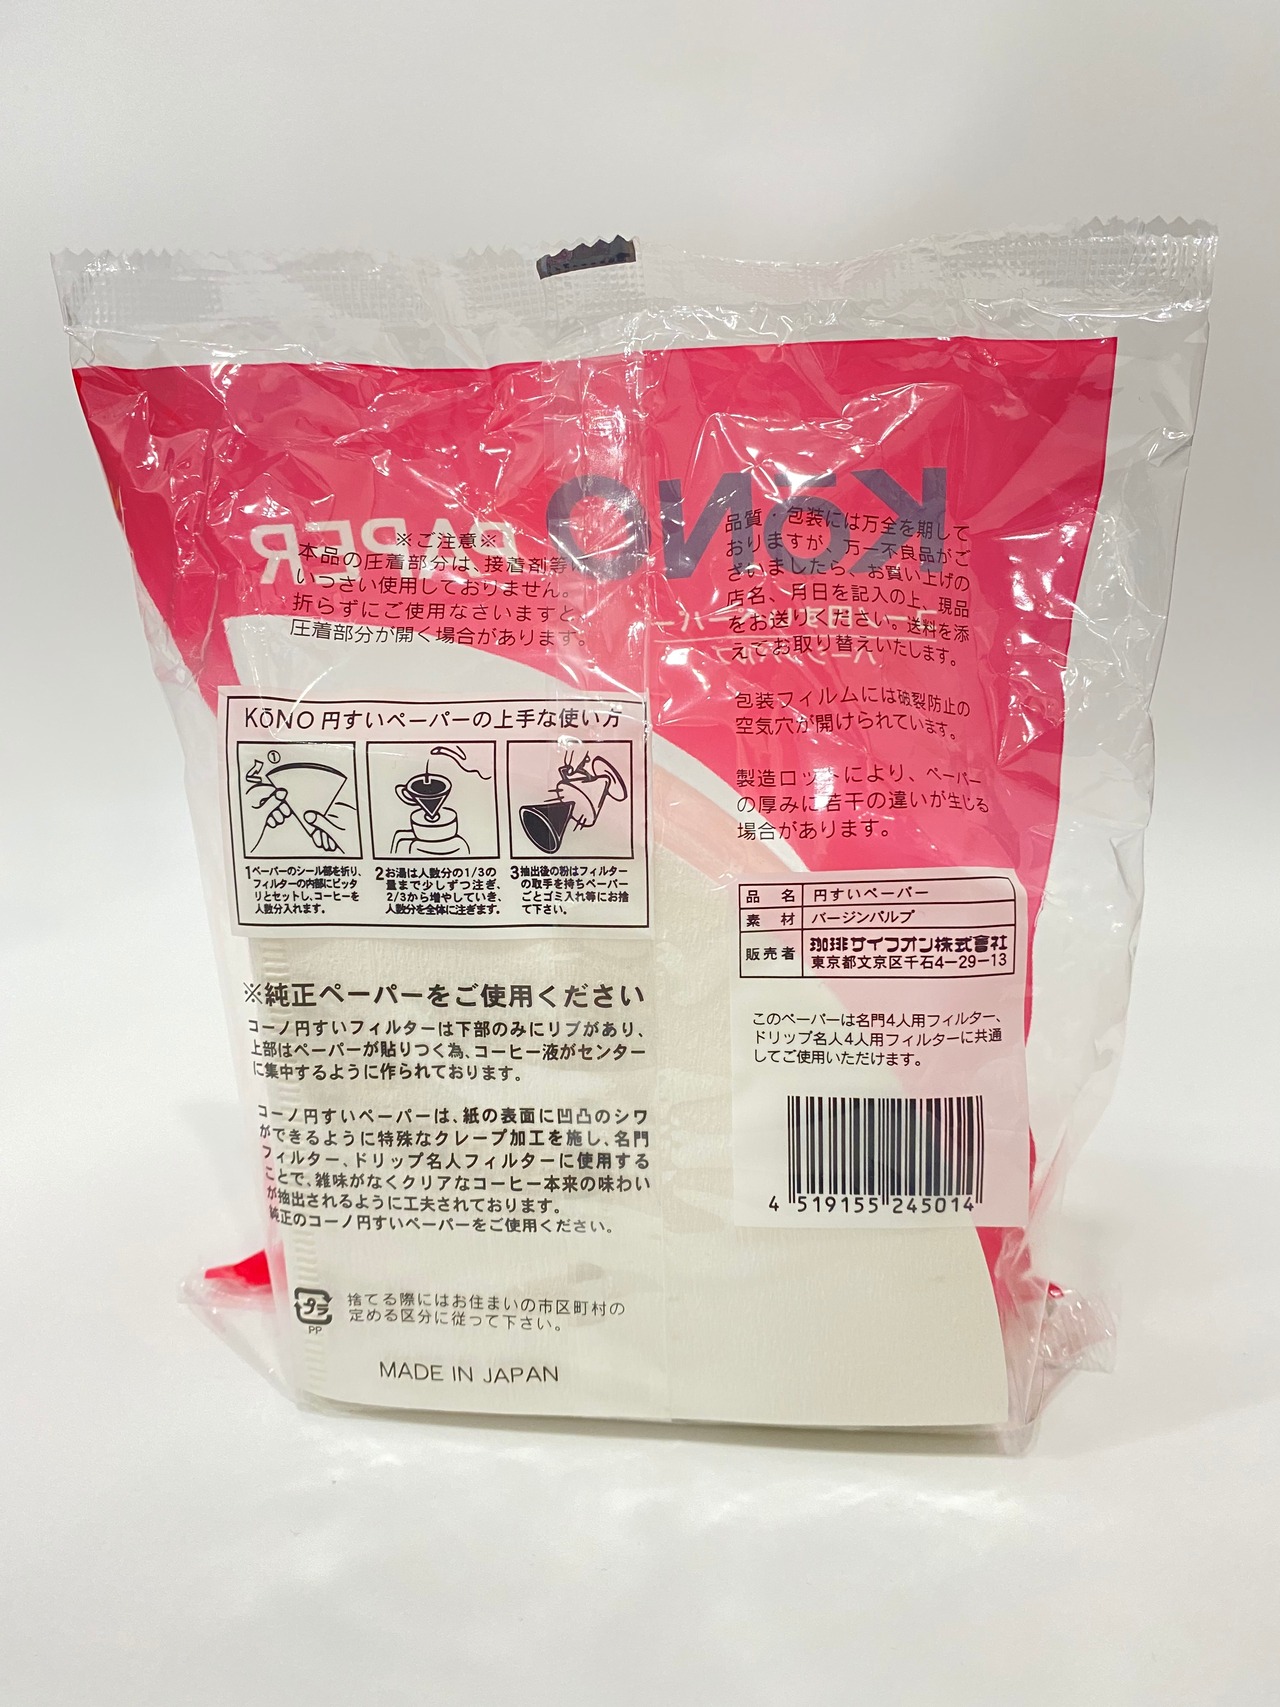 ※ご注意※
本品の圧着部分は、接着剤等は
いっさい使用しておりません。
折らずにご使用なさいますと、
圧着部分が開く場合があります。
KōNO 円すいペーパーの上手な使い方
①
1 ペーパーのシール部を折り、
フィルターの内部にピッタ
リとセットし、コーヒーを
人数分入れます。
2 お湯は人数分の1/3の
量まで少しずつ注ぎ、
2/3から増やしていき、
人数分を全体に注ぎます。
3 抽出後の粉はフィルター
の取手を持ちペーパー
ごとゴミ入れ等にお捨
て下さい。
※純正ペーパーをご使用ください
コーノ円すいフィルターは下部のみにリブがあり、
上部はペーパーが貼りつく為、コーヒー液がセンター
に集中するように作られております。
コーノ円すいペーパーは、紙の表面に凹凸のシワ
ができるように特殊なクレープ加工を施し、名門
フィルター、ドリップ名人フィルターに使用する
ことで、雑味がなくクリアなコーヒー本来の味わい
が抽出されるように工夫されております。
純正のコーノ円すいペーパーをご使用ください。
プラ
PP
捨てる際にはお住まいの市区町村の
定める区分に従って下さい。
MADE IN JAPAN
KōNO
PAPER
品質・包装には万全を期して
おりますが、万一不良品がご
ざいましたら、お買い上げの
店名、月日を記入の上、現品
をお送りください。送料を添
えてお取り替えいたします。
包装フィルムには破裂防止の
空気穴が開けられています。
製造ロットにより、ペーパー
の厚みに若干の違いが生じる
場合があります。
品名 円すいペーパー
素材 バージンパルプ
販売者 珈琲サイフオン株式會社
東京都文京区千石4-29-13
このペーパーは名門4人用フィルター、
ドリップ名人4人用フィルターに共通
してご使用いただけます。
4 519155 245014